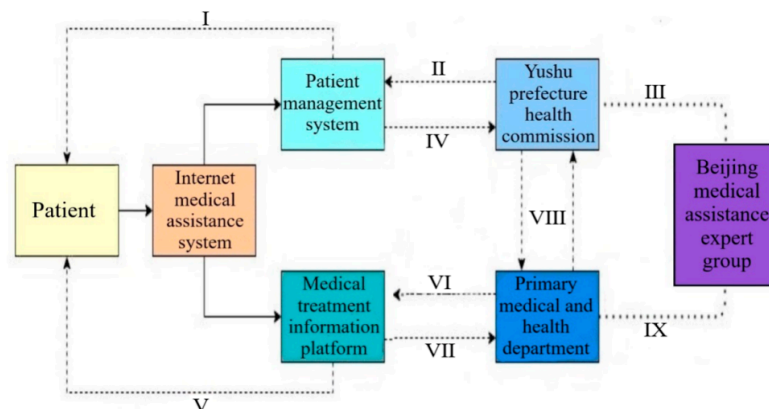 I
Patient
management
system
II
IV
Yushu
prefecture
health
commission
III
Patient
Internet
medical
assistance
system
VIII
Beijing
medical
assistance
expert
group
Medical
treatment
information
platform
VI
VII
Primary
medical and
health
department
IX
V